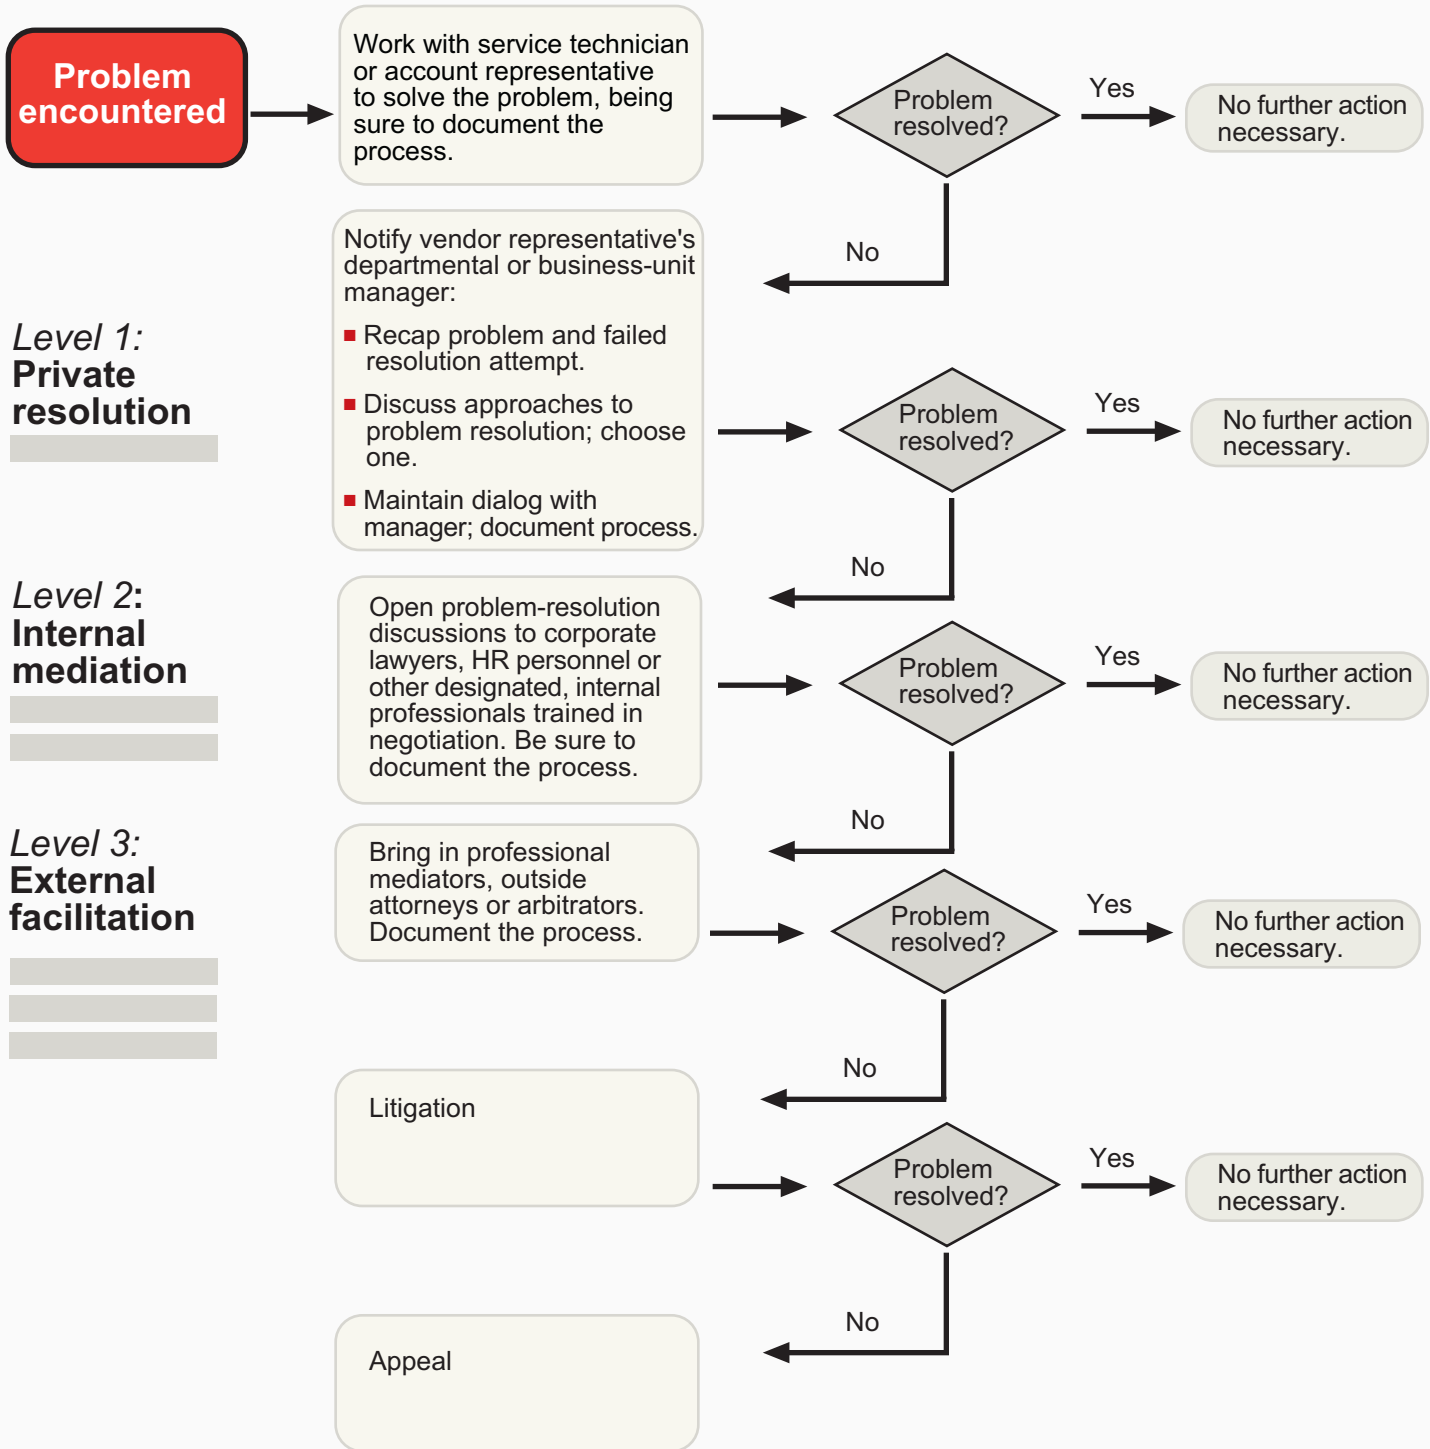 Problem
encountered
Work with service technician
or account representative
to solve the problem, being
sure to document the
process.
Problem
resolved?
Yes
No further action
necessary.
No
Level 1:
Private
resolution
Notify vendor representative's
departmental or business-unit
manager:
Recap problem and failed
resolution attempt.
Discuss approaches to
problem resolution; choose
one.
Maintain dialog with
manager; document process.
Problem
resolved?
Yes
No further action
necessary.
No
Level 2:
Internal
mediation
Open problem-resolution
discussions to corporate
lawyers, HR personnel or
other designated, internal
professionals trained in
negotiation. Be sure to
document the process.
Problem
resolved?
Yes
No further action
necessary.
No
Level 3:
External
facilitation
Bring in professional
mediators, outside
attorneys or arbitrators.
Document the process.
Problem
resolved?
Yes
No further action
necessary.
No
Litigation
Problem
resolved?
Yes
No further action
necessary.
No
Appeal